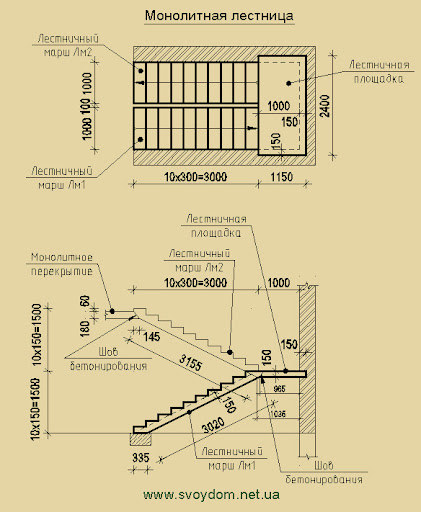 Монолитная лестница
Лестничный
марш Лм2
Лестничная
площадка
1000
100
1000
1000
150
150
2400
Лестничный
марш Лм1
10x300=3000
1150
Лестничная
площадка
Монолитное
перекрытие
Лестничный
марш Лм2
10x300=3000
1000
60
180
145
3155
150
150
10x150=1500
Шов
бетонирования
10x150=1500
965
1035
150
3020
335
Лестничный
марш Лм1
Шов
бетонирования
www.svoydom.net.ua